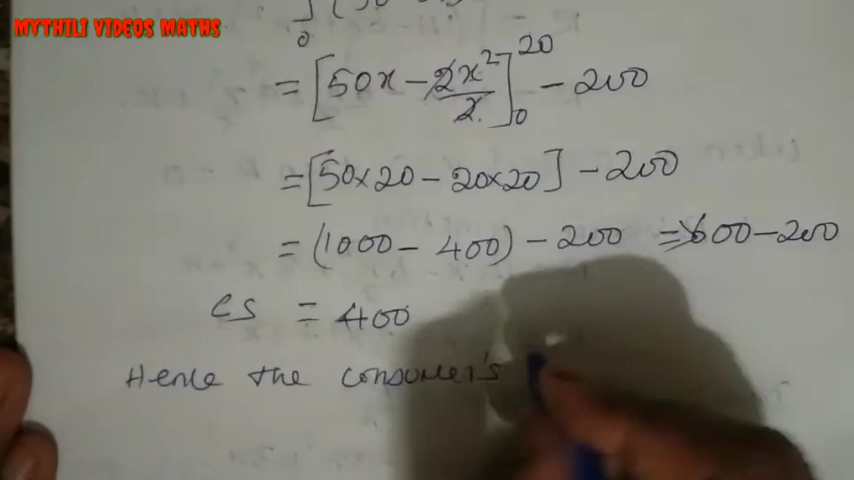 MYTHILI VIDEOS MATHS
0
= [50x - 2x²/2]₀²⁰ - 200
= [50×20 - 20×20] - 200
= (1000 - 400) - 200 = 600 - 200
CS = 400
Hence the consumer's